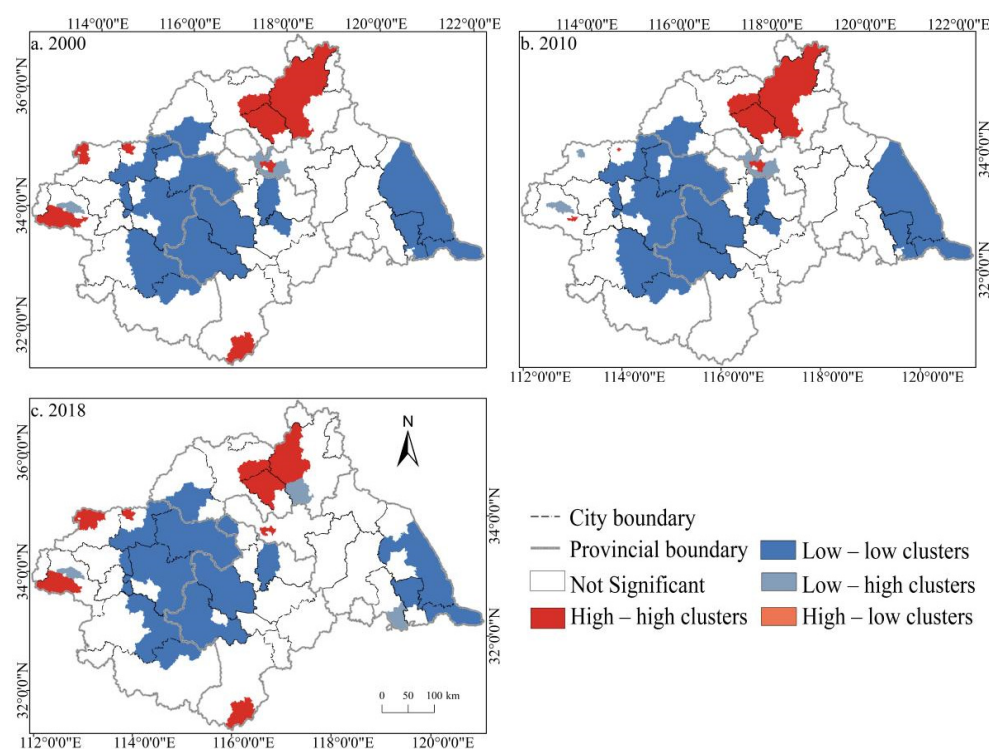 114°0'0"E 116°0'0"E 118°0'0"E 120°0'0"E 122°0'0"E
114°0'0"E 116°0'0"E 118°0'0"E 120°0'0"E 122°0'0"E
a. 2000
b. 2010
36°0'0"N
34°0'0"N
32°0'0"N
34°0'0"N
32°0'0"N
112°0'0"E 114°0'0"E 116°0'0"E 118°0'0"E 120°0'0"E
c. 2018
N
36°0'0"N
34°0'0"N
32°0'0"N
34°0'0"N
32°0'0"N
City boundary
Provincial boundary
Low – low clusters
Not Significant
Low – high clusters
High – high clusters
High – low clusters
0 50 100 km
112°0'0"E 114°0'0"E 116°0'0"E 118°0'0"E 120°0'0"E